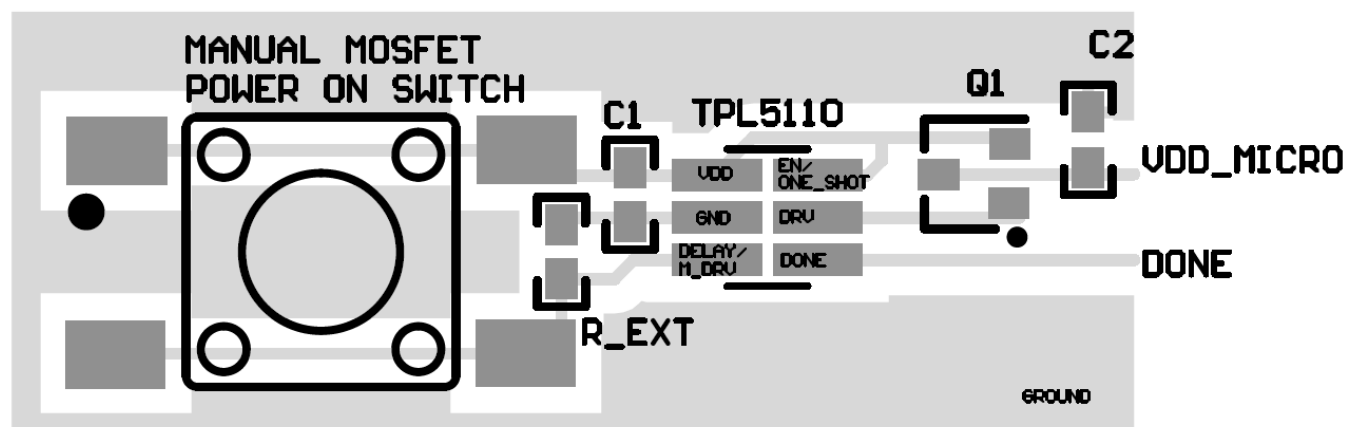 MANUAL MOSFET
POWER ON SWITCH
C1
TPL5110
Q1
C2
VDD
EN/
ONE_SHOT
GND
DRV
DELAY/
M_DRV
DONE
VDD_MICRO
DONE
R_EXT
GROUND